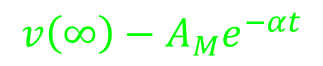 v(∞) − A_M e^{−αt}